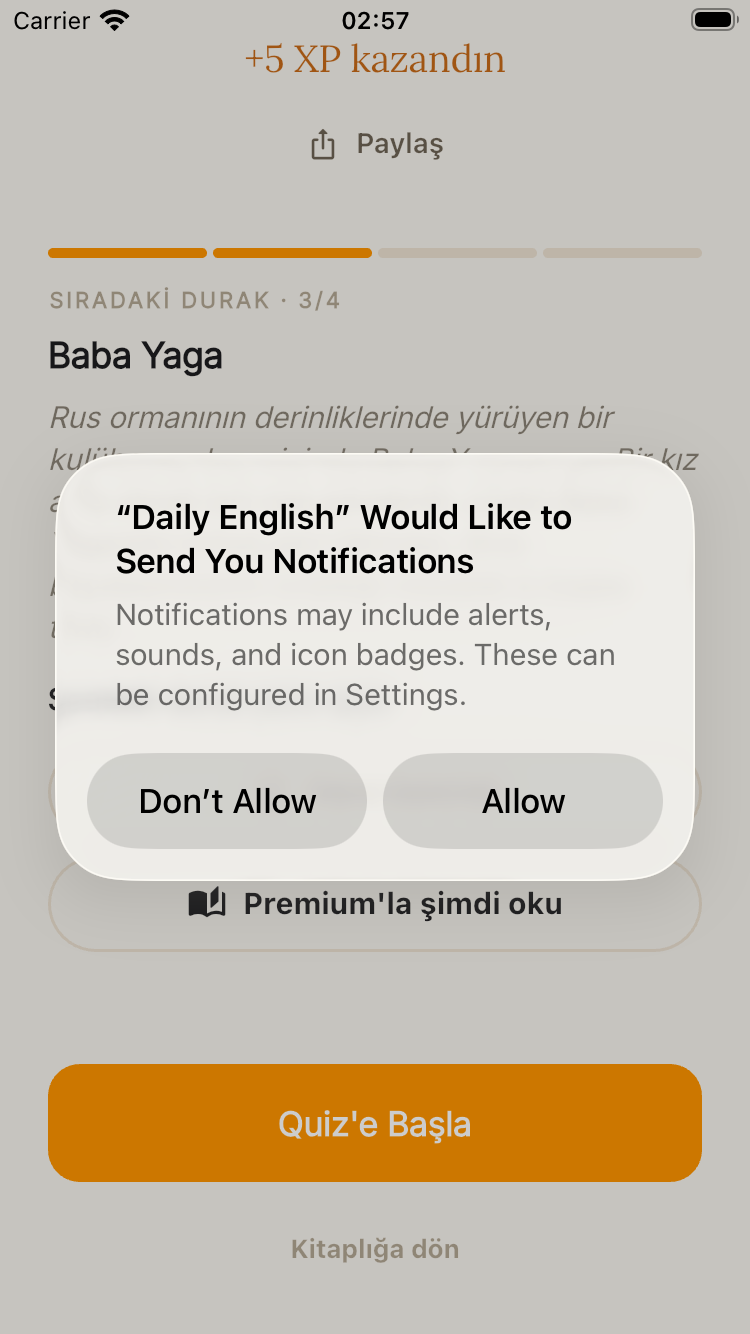 Carrier
02:57
+5 XP kazandın
Paylaş
SIRADAKİ DURAK · 3/4
Baba Yaga
Rus ormanının derinliklerinde yürüyen bir
kız
“Daily English” Would Like to
Send You Notifications
Notifications may include alerts,
sounds, and icon badges. These can
be configured in Settings.
Don’t Allow
Allow
Premium'la şimdi oku
Quiz'e Başla
Kitaplığa dön